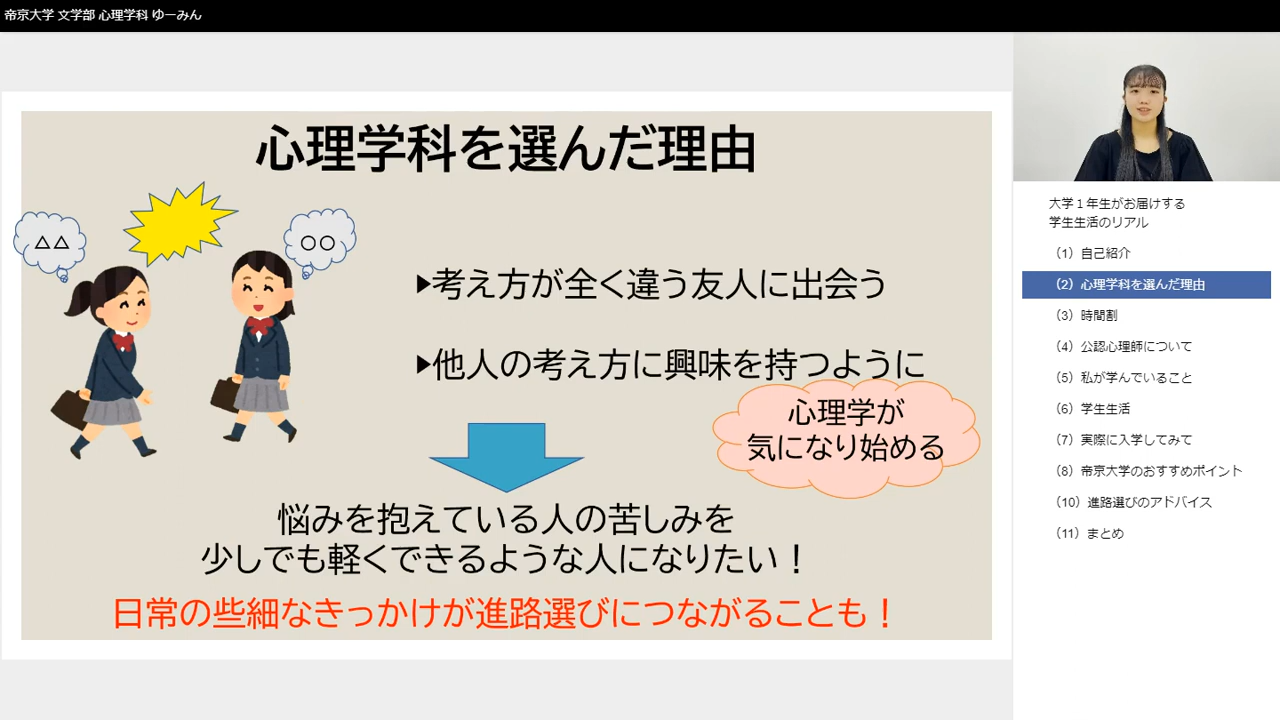 帝京大学 文学部 心理学科 ゆーみん
心理学科を選んだ理由
△△
○○
▶考え方が全く違う友人に出会う
▶他人の考え方に興味を持つように
心理学が
気になり始める
悩みを抱えている人の苦しみを
少しでも軽くできるような人になりたい！
日常の些細なきっかけが進路選びにつながることも！
大学１年生がお届けする
学生生活のリアル
（1）自己紹介
（2）心理学科を選んだ理由
（3）時間割
（4）公認心理師について
（5）私が学んでいること
（6）学生生活
（7）実際に入学してみて
（8）帝京大学のおすすめポイント
（10）進路選びのアドバイス
（11）まとめ